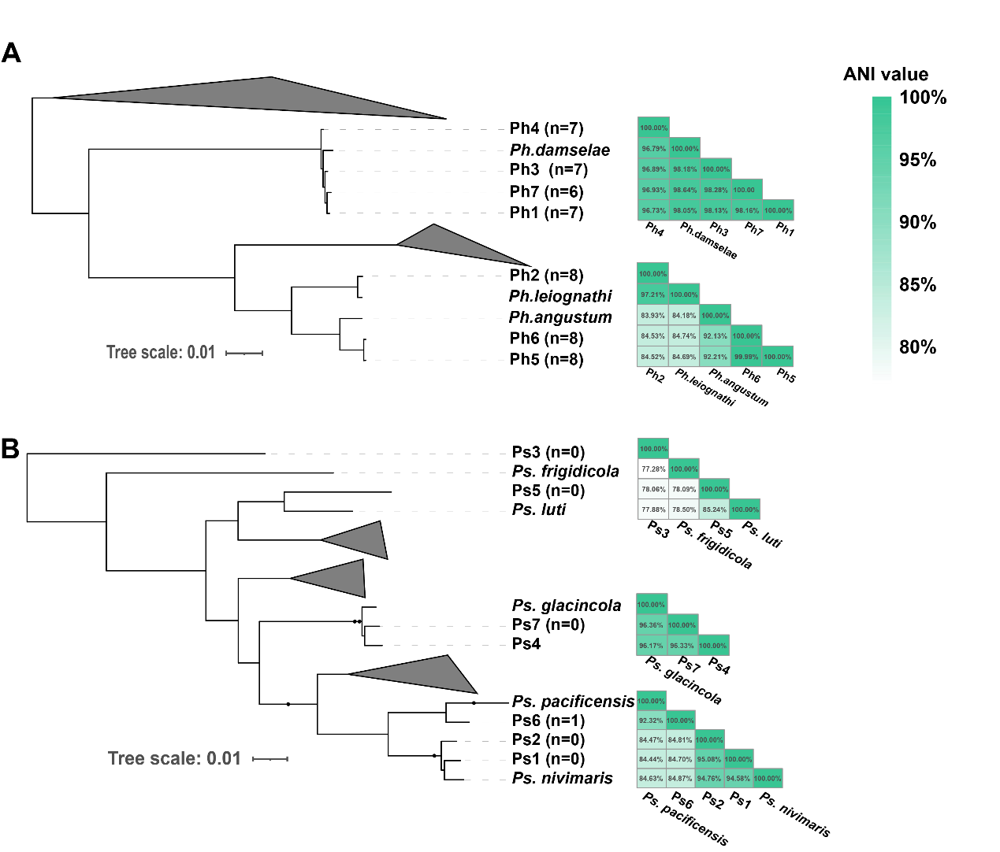 A
ANI value
100%
95%
90%
85%
80%
Ph4 (n=7)
Ph.damselae
Ph3 (n=7)
Ph7 (n=6)
Ph1 (n=7)
100.00%
96.79% 100.00%
96.89% 98.18% 100.00%
96.93% 98.64% 98.28% 100.00
96.73% 98.05% 98.13% 98.16% 100.00%
Ph4 Ph.damselae Ph3 Ph7 Ph1
Ph2 (n=8)
Ph.leiognathi
Ph.angustum
Ph6 (n=8)
Ph5 (n=8)
100.00%
97.21% 100.00%
83.93% 84.18% 100.00%
84.53% 84.74% 92.13% 100.00%
84.52% 84.69% 92.21% 99.99% 100.00%
Ph2 Ph.leiognathi Ph.angustum Ph6 Ph5
Tree scale: 0.01
B
Ps3 (n=0)
Ps. frigidicola
Ps5 (n=0)
Ps. luti
100.00%
77.28% 100.00%
78.06% 78.09% 100.00%
77.88% 78.50% 85.24% 100.00%
Ps3 Ps. frigidicola Ps5 Ps. luti
Ps. glacincola
Ps7 (n=0)
Ps4
100.00%
96.36% 100.00%
96.17% 96.33% 100.00%
Ps. glacincola Ps7 Ps4
Ps. pacificensis
Ps6 (n=1)
Ps2 (n=0)
Ps1 (n=0)
Ps. nivimaris
100.00%
92.32% 100.00%
84.47% 84.81% 100.00%
84.44% 84.70% 95.08% 100.00%
84.63% 84.87% 94.76% 94.58% 100.00%
Ps. pacificensis Ps6 Ps2 Ps1 Ps. nivimaris
Tree scale: 0.01